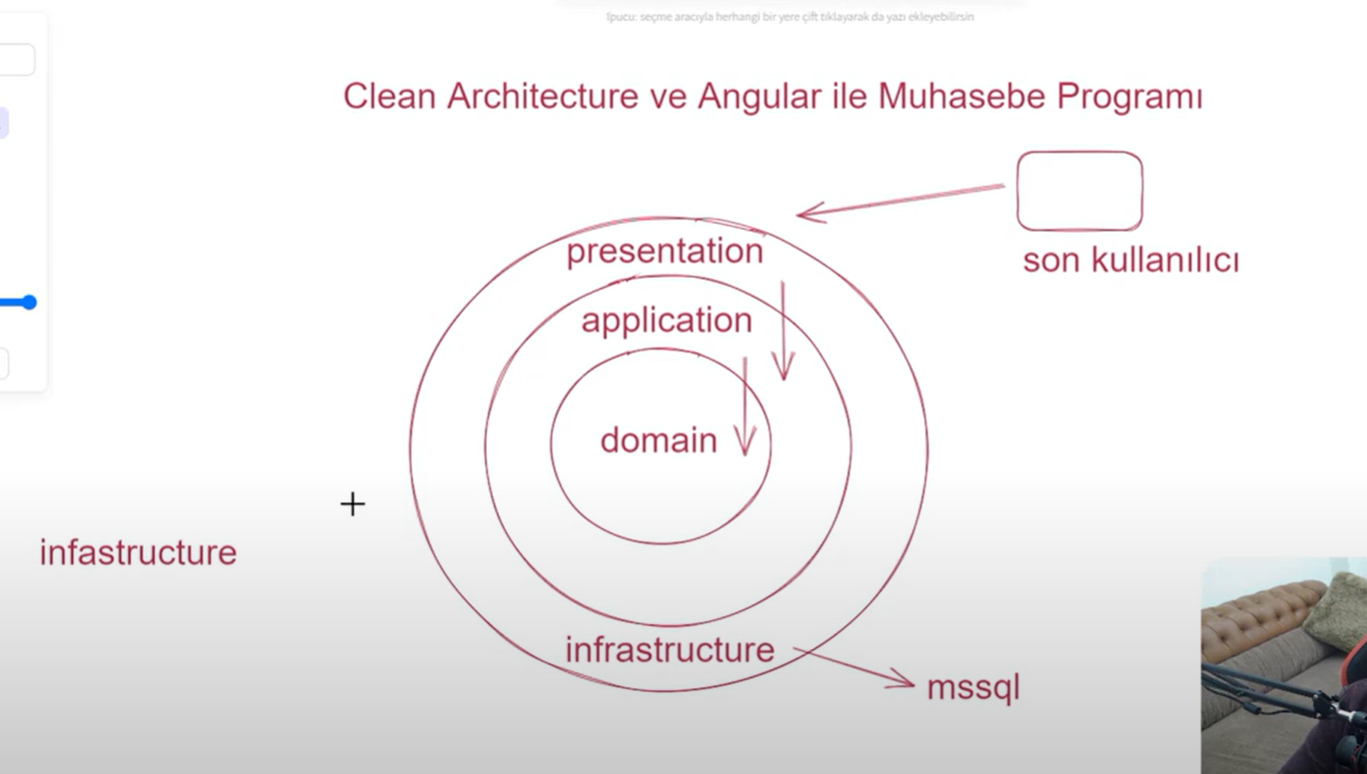 İpucu: seçme aracıyla herhangi bir yere çift tıklayarak da yazı ekleyebilirsin
Clean Architecture ve Angular ile Muhasebe Programı
presentation
son kullanılıcı
application
domain
infastructure
infrastructure
mssql